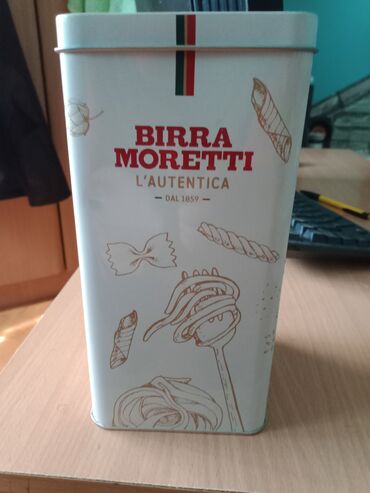 BIRRA
MORETTI
L'AUTENTICA
— DAL 1859 —